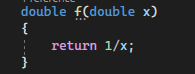 double f(double x)
{
    return 1/x;
}